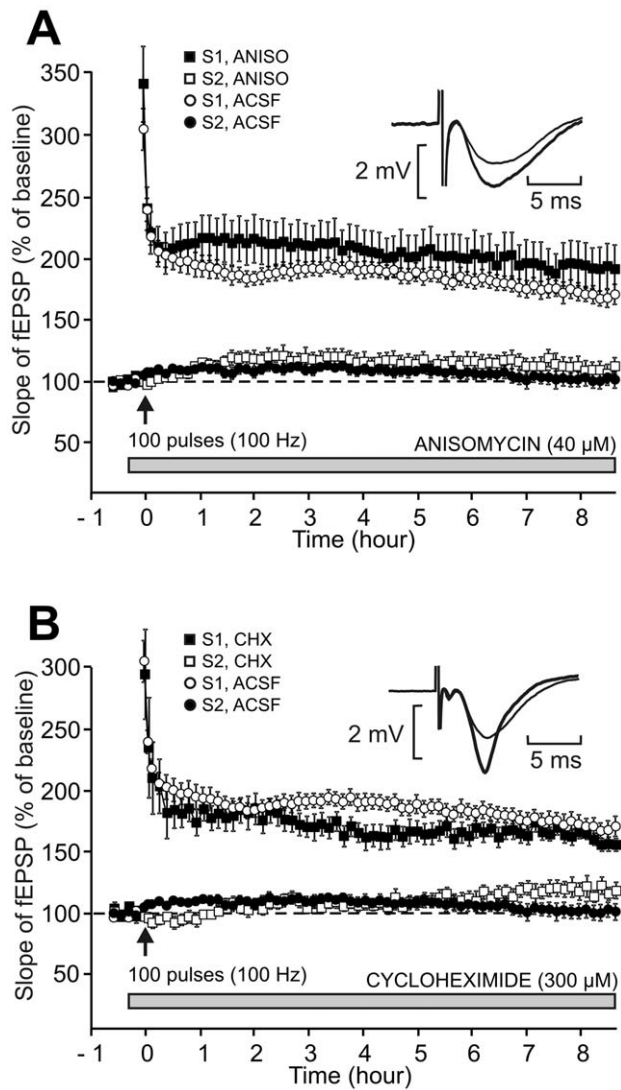 A
S1, ANISO
S2, ANISO
S1, ACSF
S2, ACSF
350
300
250
200
150
100
50
Slope of fEPSP (% of baseline)
2 mV
5 ms
100 pulses (100 Hz)
ANISOMYCIN (40 µM)
- 1 0 1 2 3 4 5 6 7 8
Time (hour)
B
S1, CHX
S2, CHX
S1, ACSF
S2, ACSF
300
250
200
150
100
50
Slope of fEPSP (% of baseline)
2 mV
5 ms
100 pulses (100 Hz)
CYCLOHEXIMIDE (300 µM)
- 1 0 1 2 3 4 5 6 7 8
Time (hour)